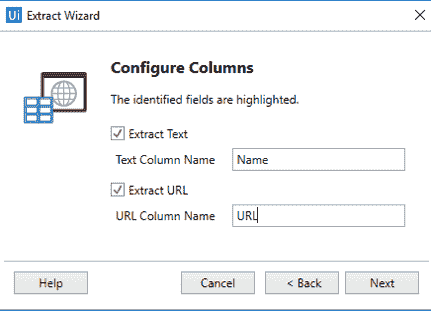 Ui Extract Wizard
Configure Columns
The identified fields are highlighted.
Extract Text
Text Column Name Name
Extract URL
URL Column Name URL
Help Cancel < Back Next